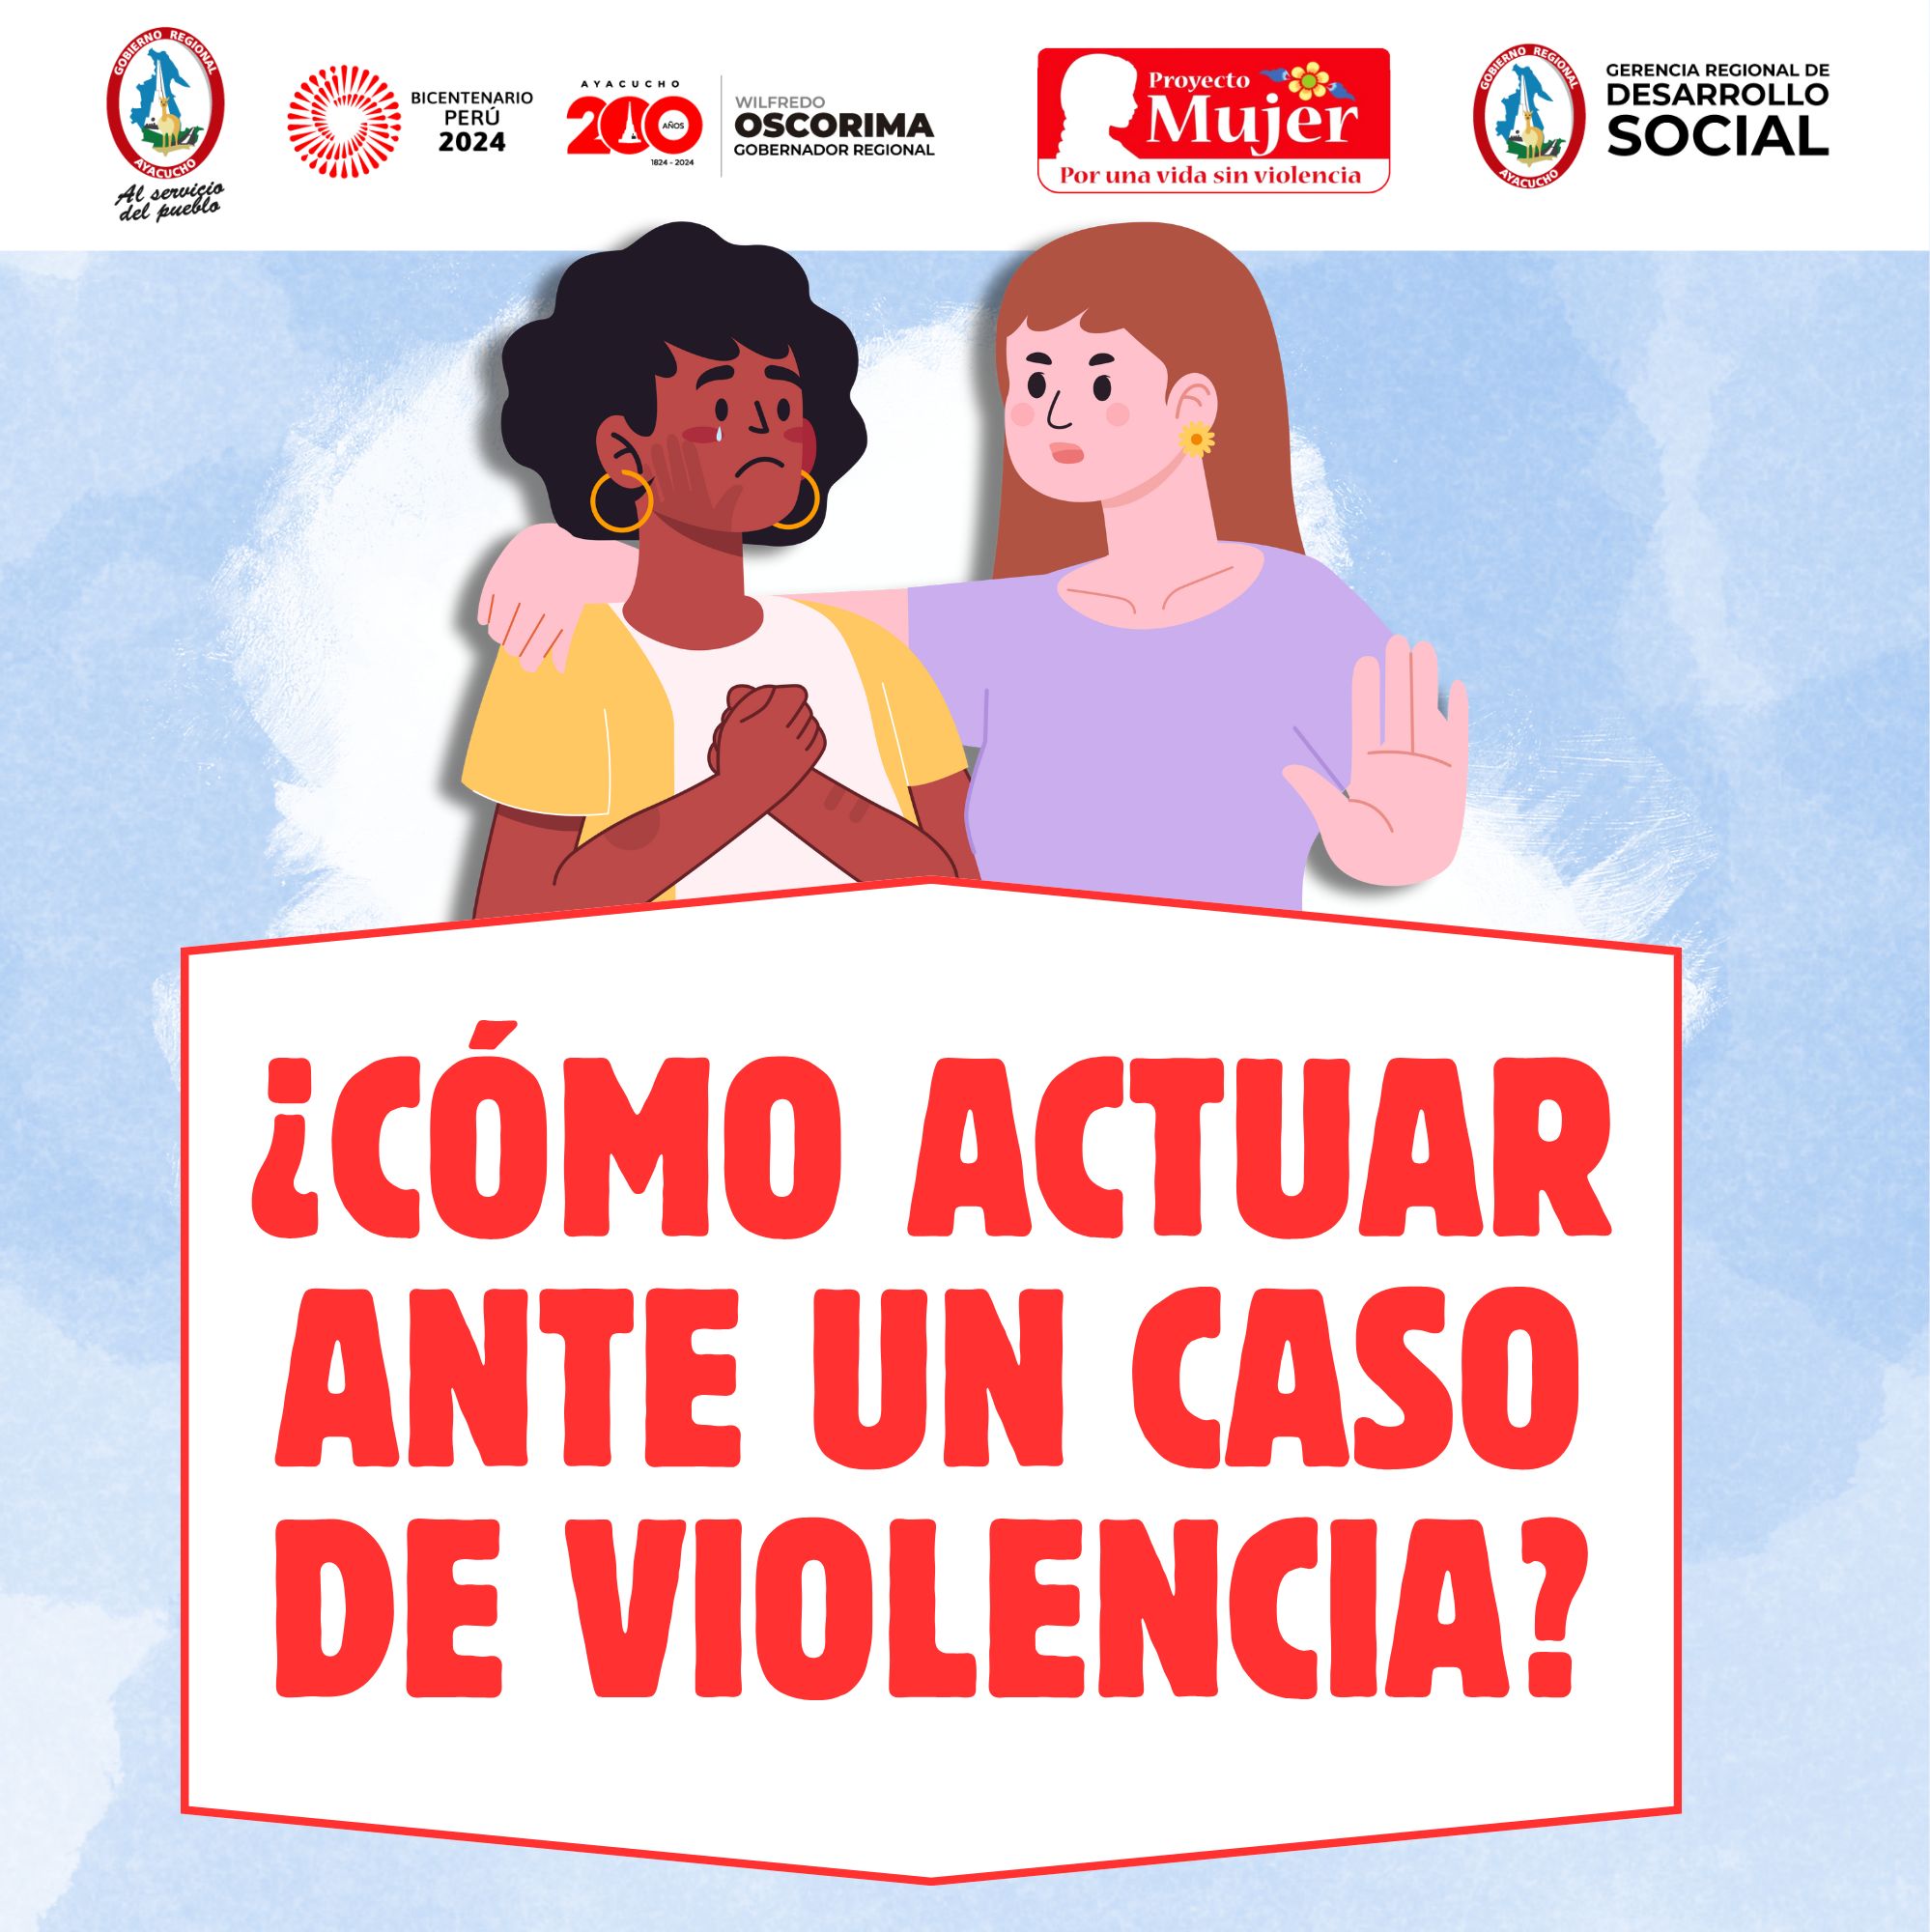 GOBIERNO REGIONAL
AYACUCHO
Al servicio
del pueblo
BICENTENARIO
PERÚ
2024
AYACUCHO
200
AÑOS
1824 - 2024
WILFREDO
OSCORIMA
GOBERNADOR REGIONAL
Proyecto
Mujer
Por una vida sin violencia
GOBIERNO REGIONAL
AYACUCHO
GERENCIA REGIONAL DE
DESARROLLO
SOCIAL
¿CÓMO ACTUAR
ANTE UN CASO
DE VIOLENCIA?